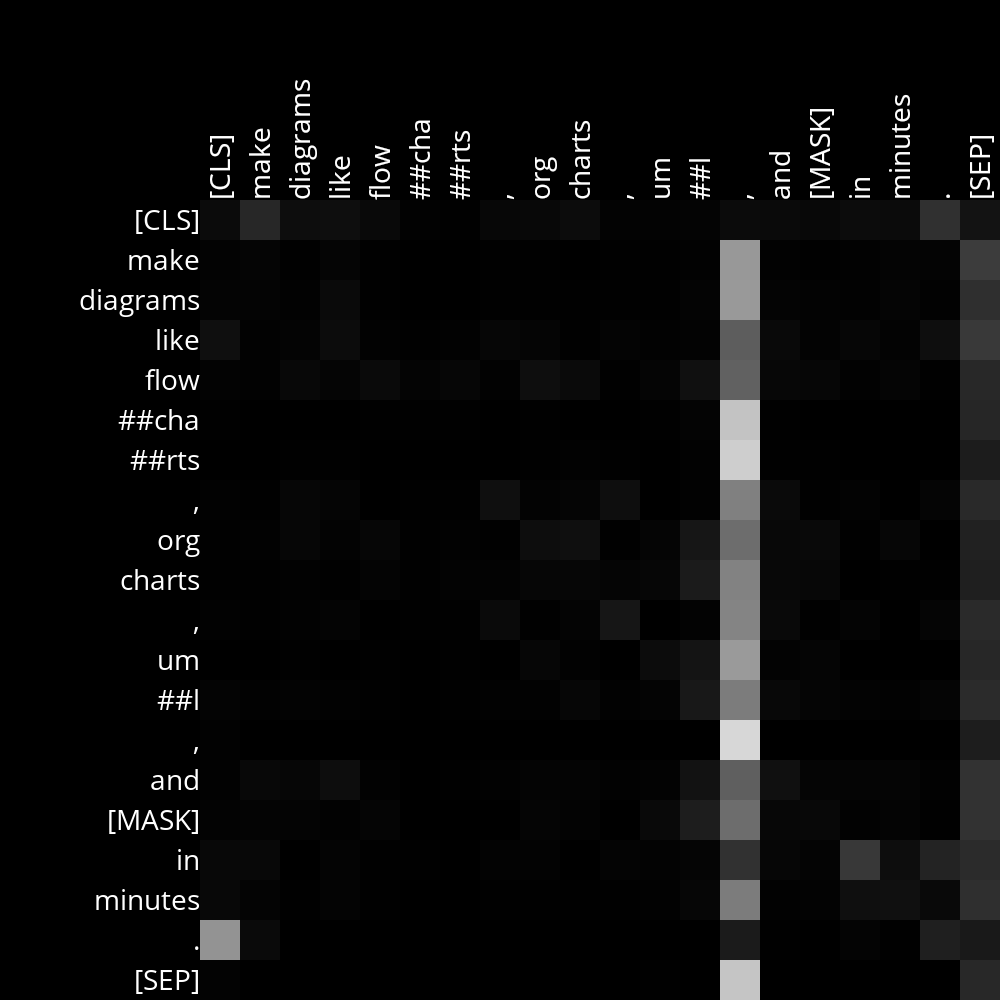 [CLS] make diagrams like flow ##cha ##rts , org charts , um ##l , and [MASK] in minutes . [SEP]
[CLS]
make
diagrams
like
flow
##cha
##rts
,
org
charts
,
um
##l
,
and
[MASK]
in
minutes
.
[SEP]